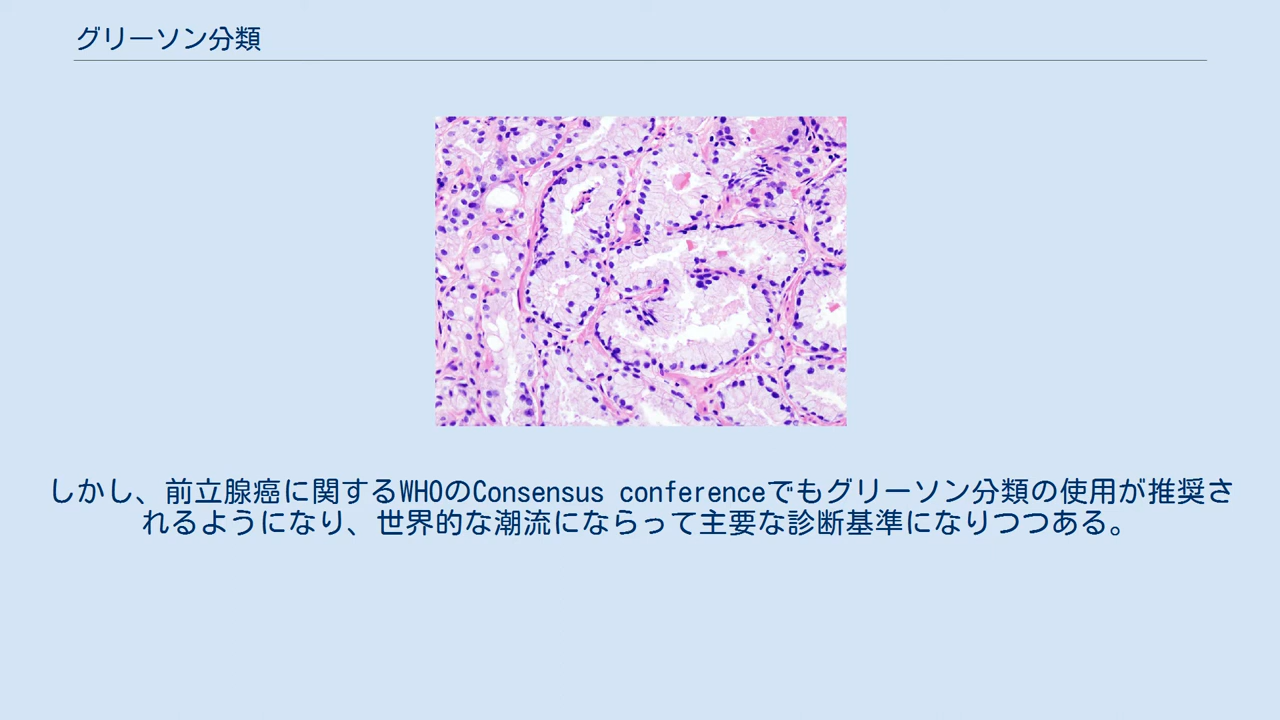 グリーソン分類
しかし、前立腺癌に関するWHOのConsensus conferenceでもグリーソン分類の使用が推奨さ
れるようになり、世界的な潮流にならって主要な診断基準になりつつある。